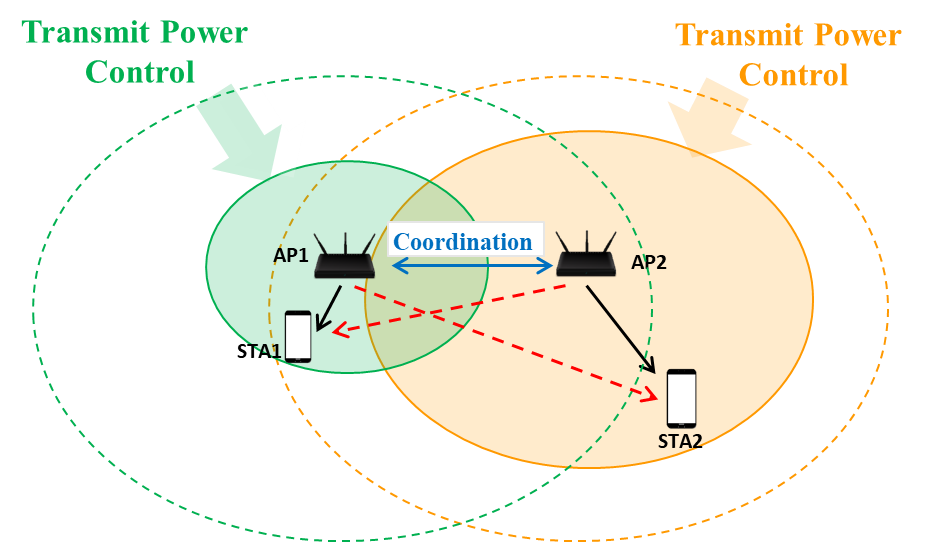 Transmit Power
Control
Transmit Power
Control
Coordination
AP1
AP2
STA1
STA2